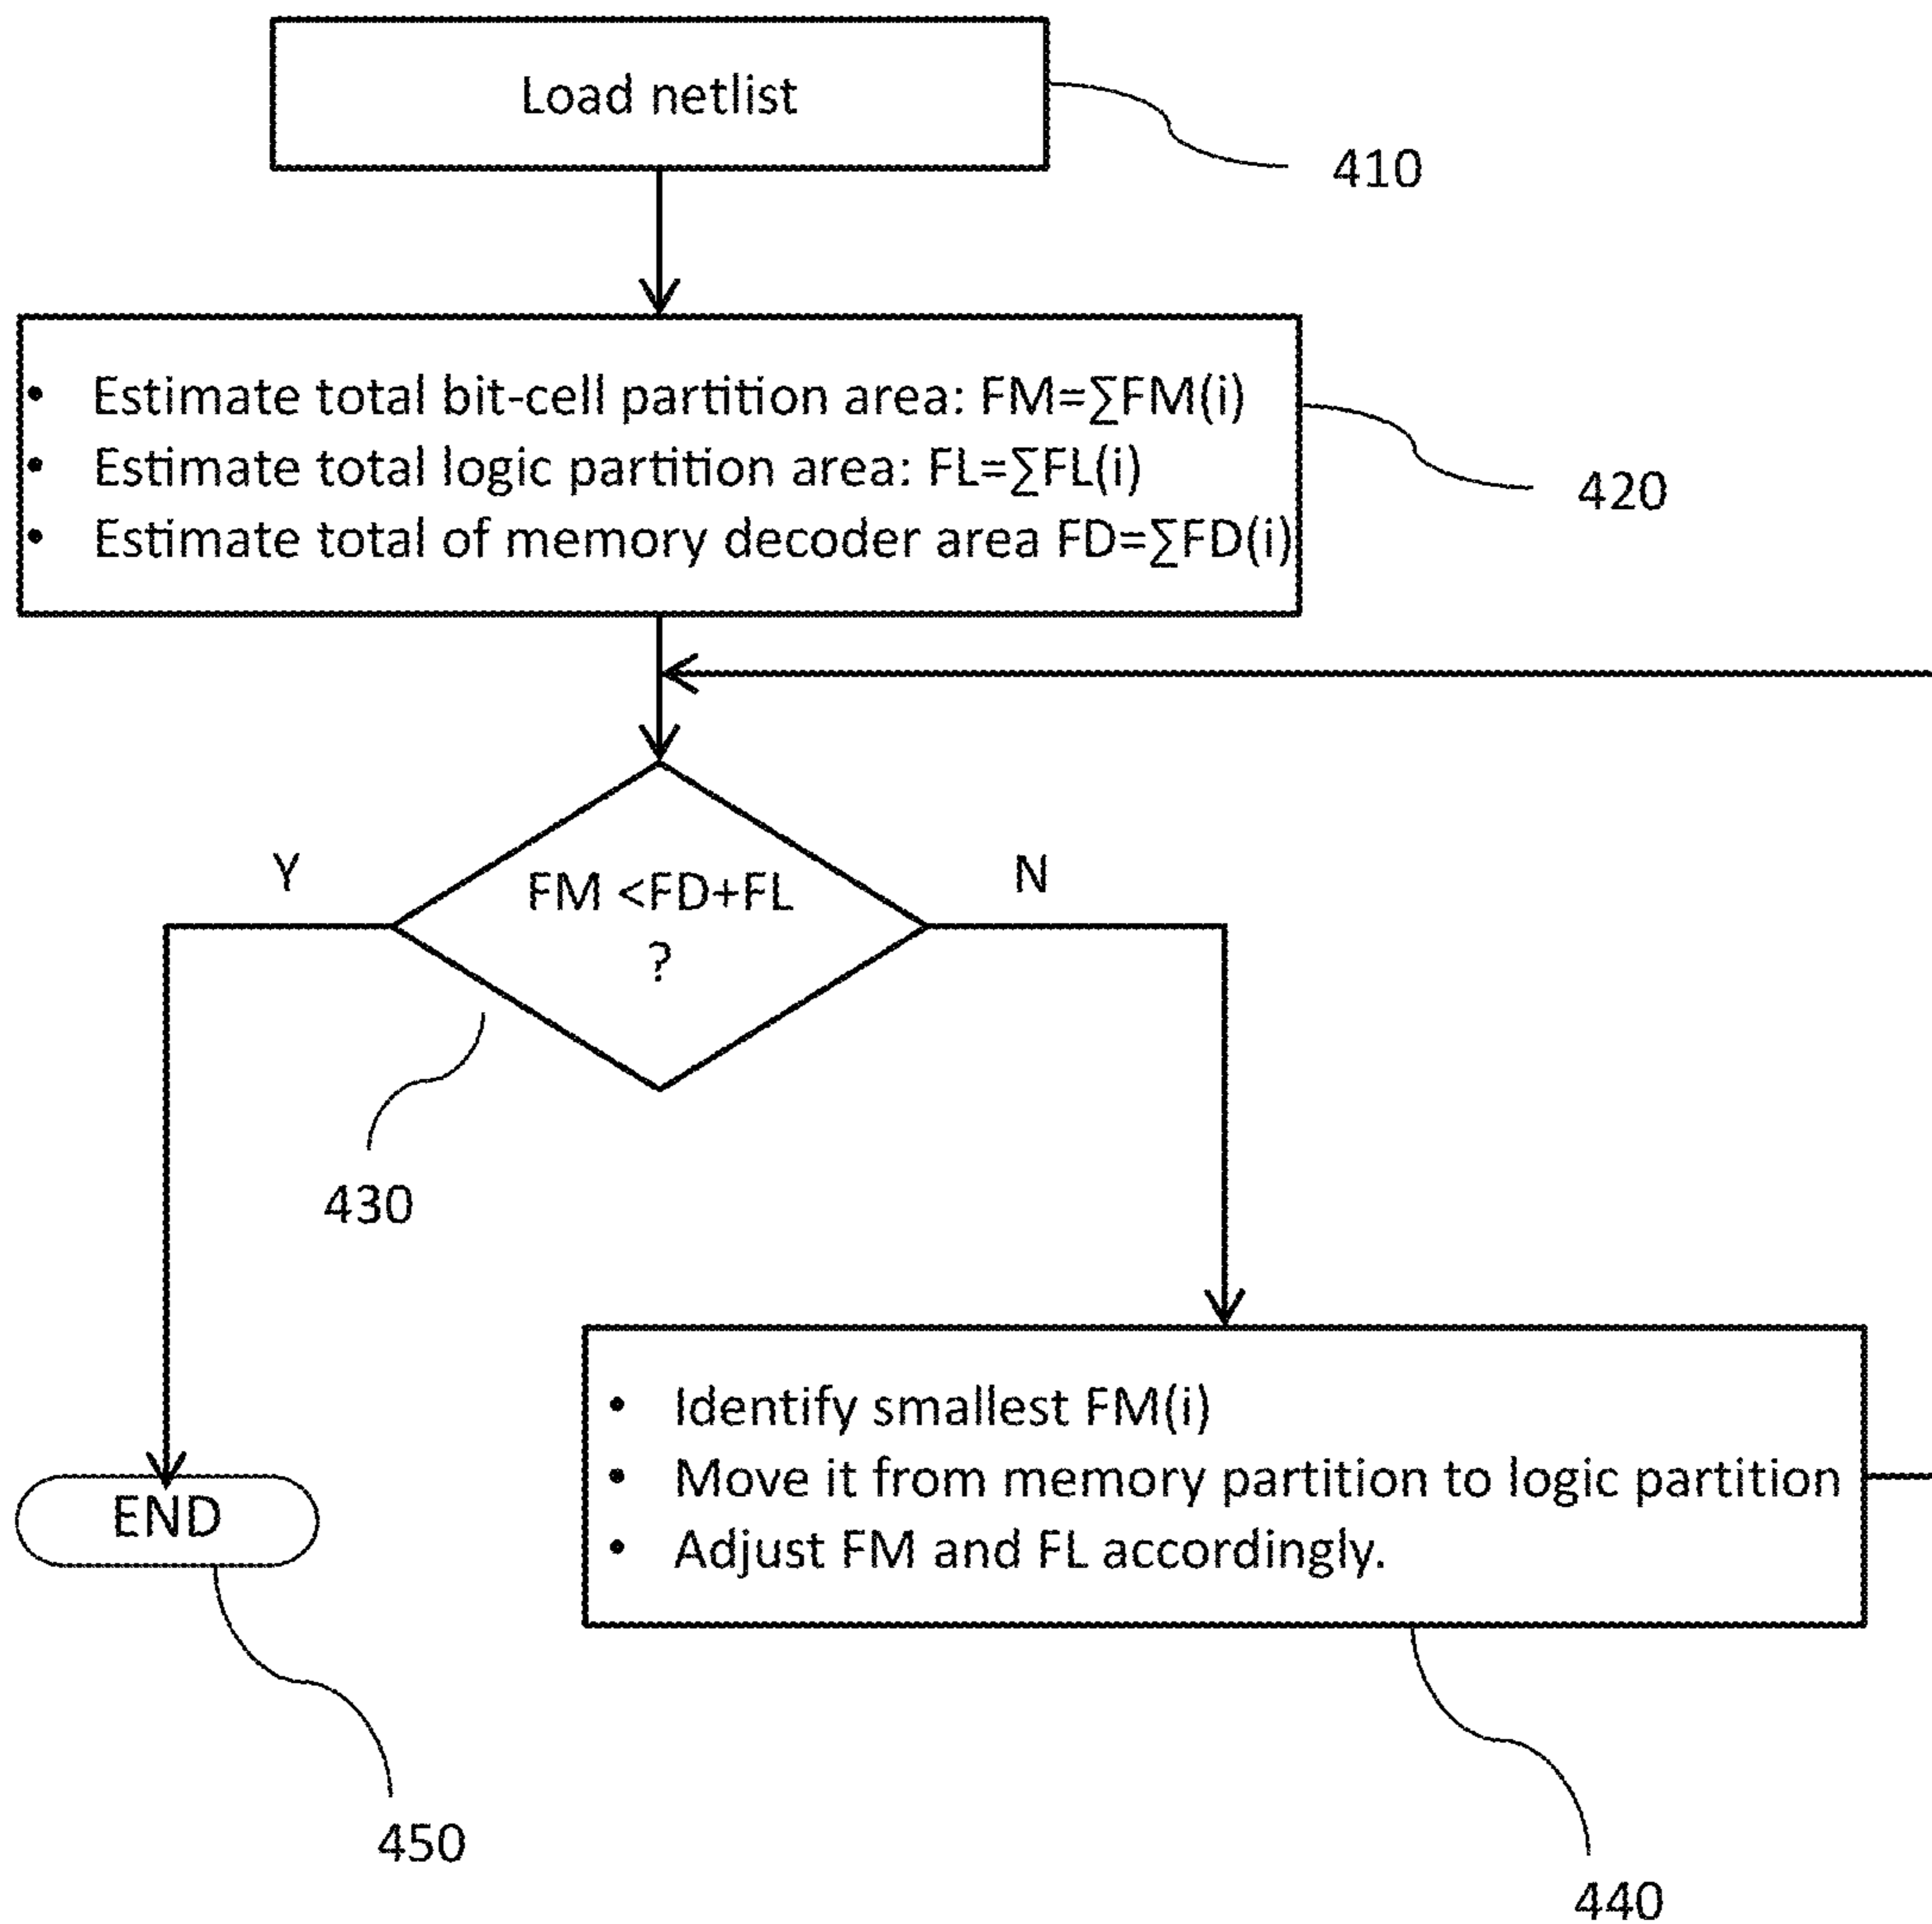 Load netlist
410
• Estimate total bit-cell partition area: FM=∑FM(i)
• Estimate total logic partition area: FL=∑FL(i)
• Estimate total of memory decoder area FD=∑FD(i)
420
Y
FM <FD+FL
?
N
430
• Identify smallest FM(i)
• Move it from memory partition to logic partition
• Adjust FM and FL accordingly.
END
450
440